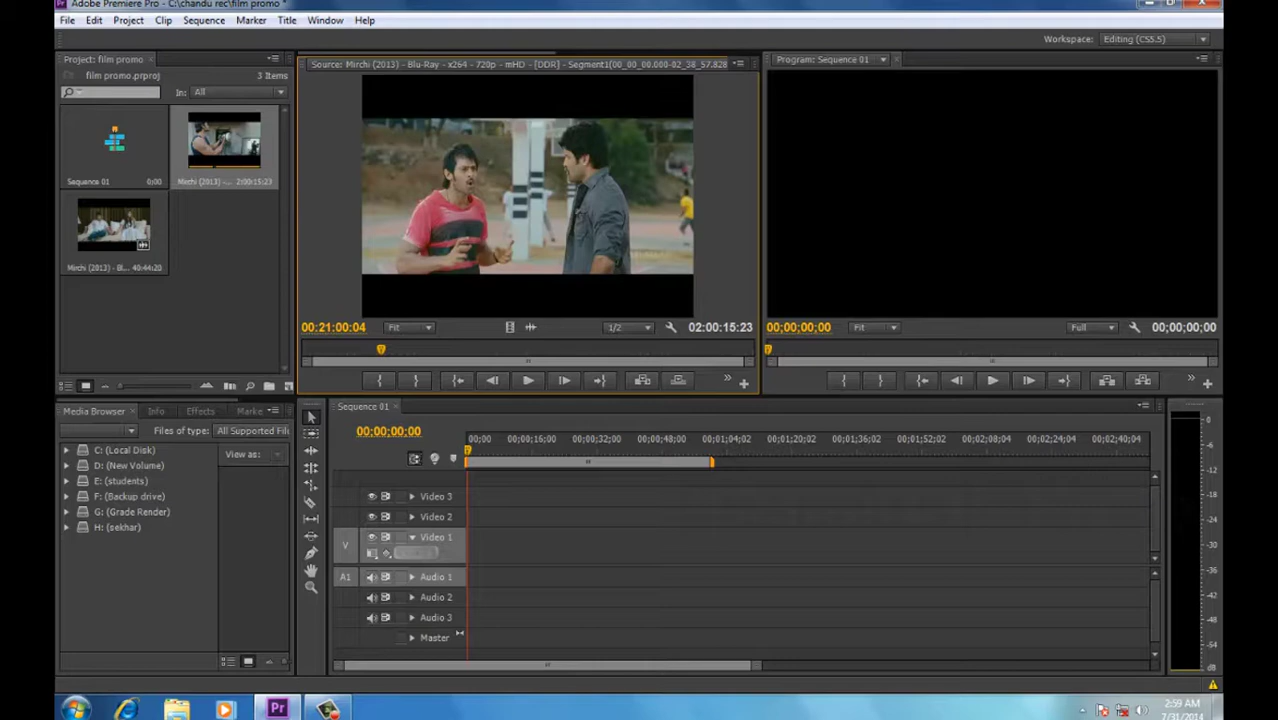 Adobe Premiere Pro - C:\chandu rec\film promo *
File Edit Project Clip Sequence Marker Title Window Help
Workspace: Editing (CS5.5)
Project: film promo
film promo.prproj 3 Items
In: All
Sequence 01 0:00
Mirchi (2013) -... 2:00:15:23
Mirchi (2013) - Bl... 40:44:20
Source: Mirchi (2013) - Blu-Ray - x264 - 720p - mHD - [DDR] - Segment1(00_00_00.000-02_38_57.828
00:21:00:04 Fit 1/2 02:00:15:23
Program: Sequence 01
00;00;00;00 Fit Full 00;00;00;00
Media Browser Info Effects Marke
Files of type: All Supported Fil
View as:
C: (Local Disk)
D: (New Volume)
E: (students)
F: (Backup drive)
G: (Grade Render)
H: (sekhar)
Sequence 01
00;00;00;00
00;00 00;00;16;00 00;00;32;00 00;00;48;00 00;01;04;02 00;01;20;02 00;01;36;02 00;01;52;02 00;02;08;04 00;02;24;04 00;02;40;04
Video 3
Video 2
V Video 1
A1 Audio 1
Audio 2
Audio 3
Master
0
-6
-12
-18
-24
-30
-36
-42
-48
-54
dB
Pr
2:59 AM
7/31/2014